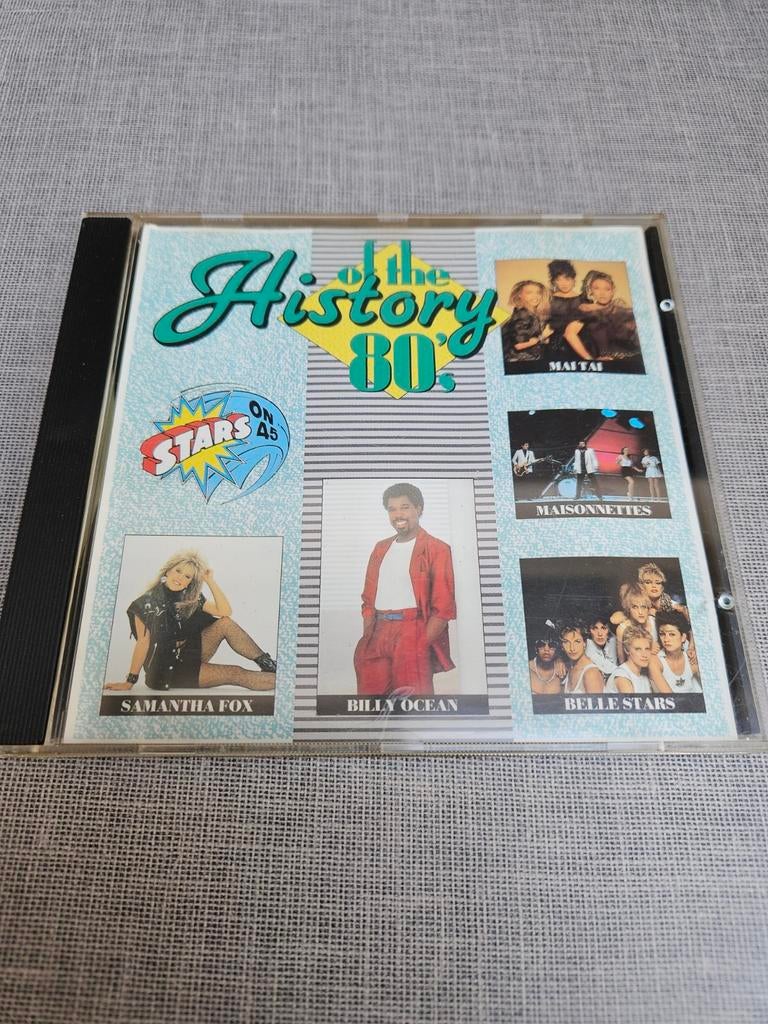 History
of the
80's
MAI TAI
STARS
ON
45
MAISONNETTES
SAMANTHA FOX
BILLY OCEAN
BELLE STARS